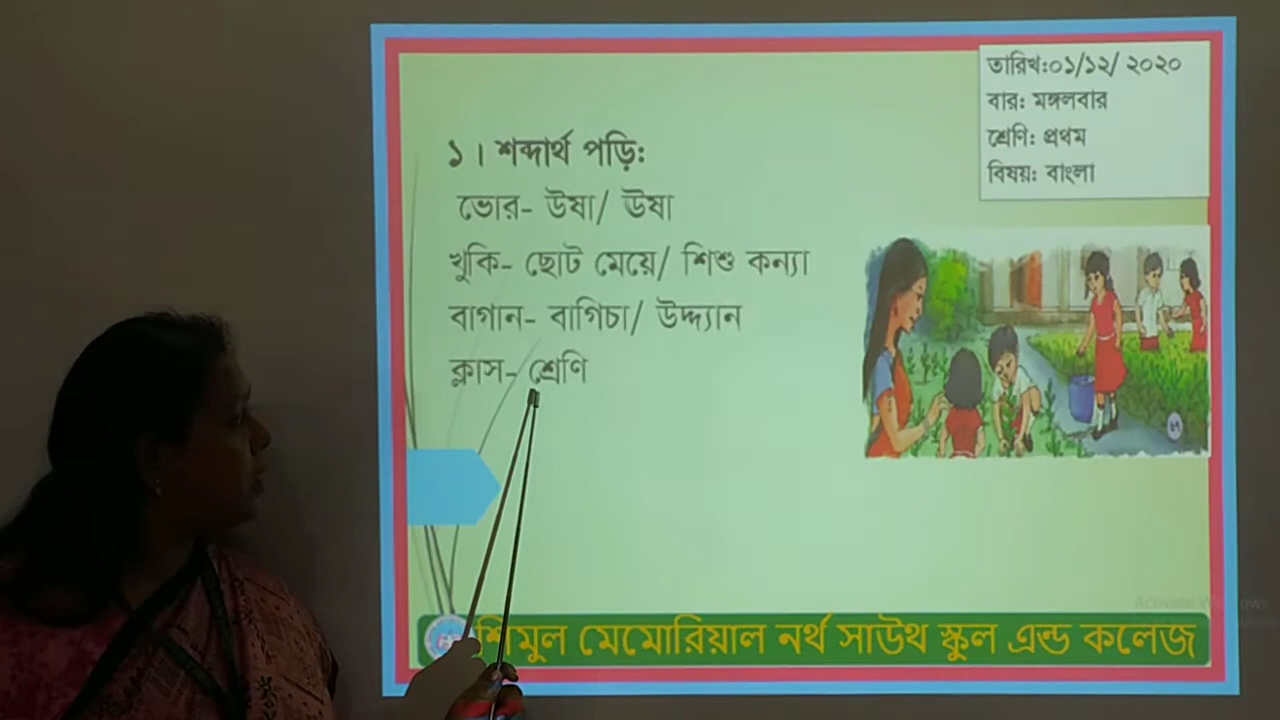 তারিখ:০১/১২/ ২০২০
বার: মঙ্গলবার
শ্রেণি: প্রথম
বিষয়: বাংলা
১। শব্দার্থ পড়ি:
ভোর- উষা/ ঊষা
খুকি- ছোট মেয়ে/ শিশু কন্যা
বাগান- বাগিচা/ উদ্দ্যান
ক্লাস- শ্রেণি
শিমুল মেমোরিয়াল নর্থ সাউথ স্কুল এন্ড কলেজ